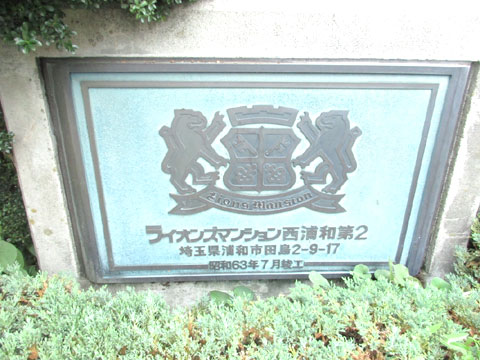 Lions Mansion
ライオンズマンション西浦和第2
埼玉県浦和市田島2-9-17
昭和63年7月竣工